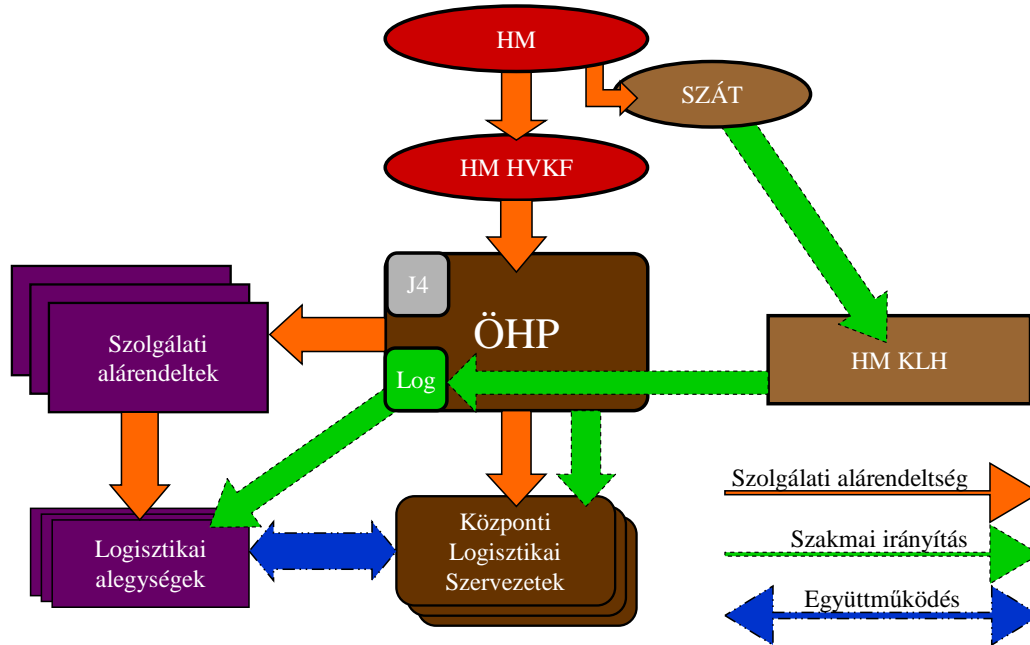 HM
SZÁT
HM HVKF
J4
ÖHP
Szolgálati
alárendeltek
HM KLH
Log
Szolgálati alárendeltség
Központi
Logisztikai
Szervezetek
Szakmai irányítás
Logisztikai
alegységek
Együttműködés